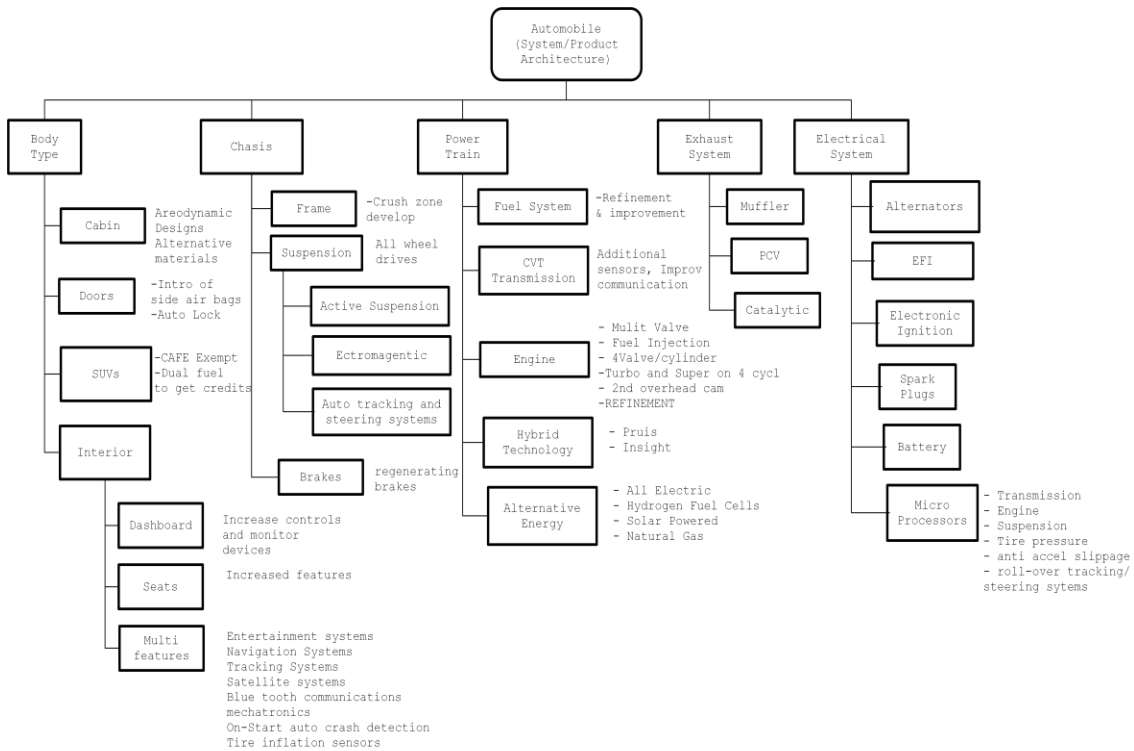 Automobile
(System/Product
Architecture)
Body
Type
Chasis
Power
Train
Exhaust
System
Electrical
System
Cabin
Areodynamic
Designs
Alternative
materials
Doors
-Intro of
side air bags
-Auto Lock
SUVs
-CAFE Exempt
-Dual fuel
to get credits
Interior
Dashboard
Increase controls
and monitor
devices
Seats
Increased features
Multi
features
Entertainment systems
Navigation Systems
Tracking Systems
Satellite systems
Blue tooth communications
mechatronics
On-Start auto crash detection
Tire inflation sensors
Frame
-Crush zone
develop
Suspension
All wheel
drives
Active Suspension
Ectromagentic
Auto tracking and
steering systems
Brakes
regenerating
brakes
Fuel System
-Refinement
& improvement
CVT
Transmission
Additional
sensors, Improv
communication
Engine
- Mulit Valve
- Fuel Injection
- 4Valve/cylinder
-Turbo and Super on 4 cycl
- 2nd overhead cam
-REFINEMENT
Hybrid
Technology
- Pruis
- Insight
Alternative
Energy
- All Electric
- Hydrogen Fuel Cells
- Solar Powered
- Natural Gas
Muffler
PCV
Catalytic
Alternators
EFI
Electronic
Ignition
Spark
Plugs
Battery
Micro
Processors
- Transmission
- Engine
- Suspension
- Tire pressure
- anti accel slippage
- roll-over tracking/
steering sytems